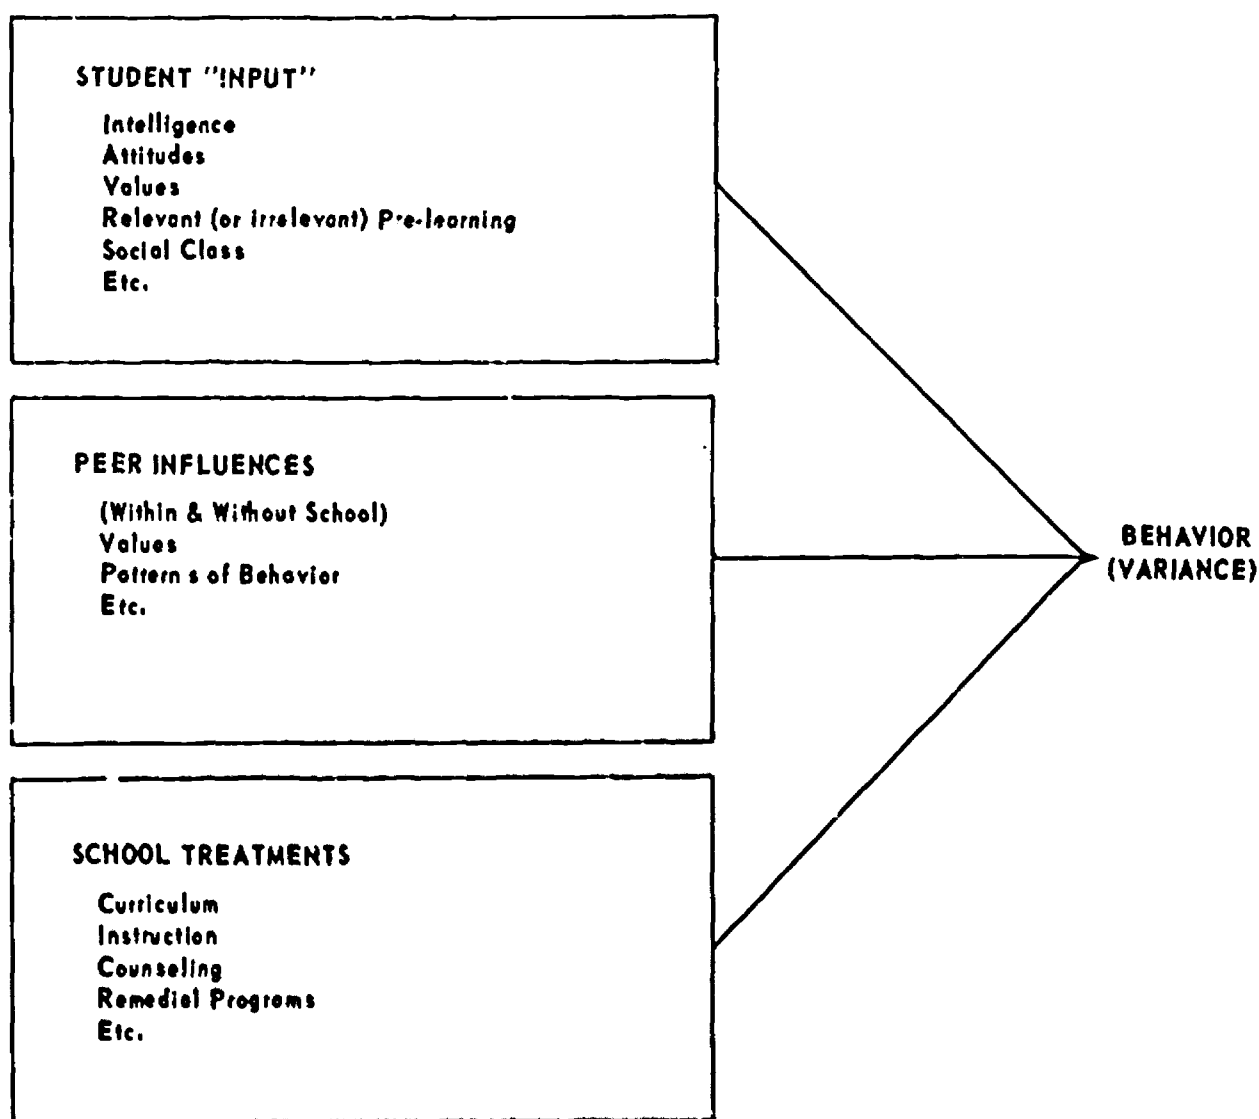 STUDENT "INPUT"
Intelligence
Attitudes
Values
Relevant (or irrelevant) Pre-learning
Social Class
Etc.
PEER INFLUENCES
(Within & Without School)
Values
Patterns of Behavior
Etc.
BEHAVIOR
(VARIANCE)
SCHOOL TREATMENTS
Curriculum
Instruction
Counseling
Remedial Programs
Etc.